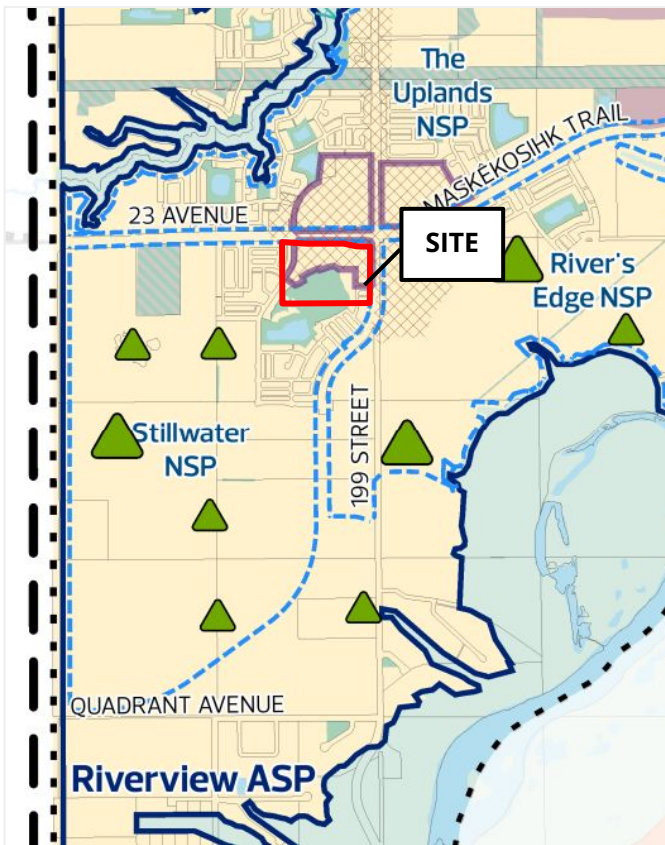 The
Uplands
NSP
MASKÊKOSIHK TRAIL
23 AVENUE
SITE
River's
Edge NSP
Stillwater
NSP
199 STREET
QUADRANT AVENUE
Riverview ASP